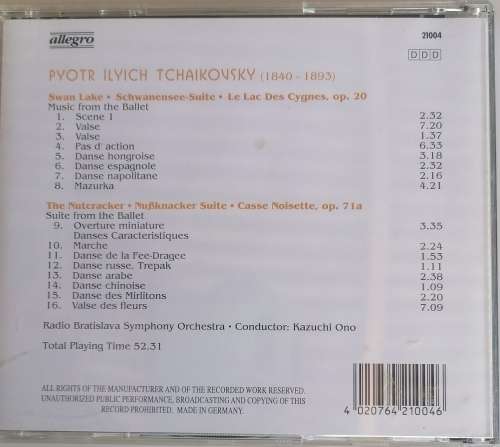 allegro
21004
DDD
PYOTR ILYICH TCHAIKOVSKY (1840 - 1893)
Swan Lake • Schwanensee-Suite • Le Lac Des Cygnes, op. 20
Music from the Ballet
1. Scene 1 2.32
2. Valse 7.20
3. Valse 1.37
4. Pas d' action 6.33
5. Danse hongroise 3.18
6. Danse espagnole 2.32
7. Danse napolitane 2.16
8. Mazurka 4.21
The Nutcracker • Nußknacker Suite • Casse Noisette, op. 71a
Suite from the Ballet
9. Overture miniature 3.35
Danses Caracteristiques
10. Marche 2.24
11. Danse de la Fee-Dragee 1.53
12. Danse russe, Trepak 1.11
13. Danse arabe 2.38
14. Danse chinoise 1.09
15. Danse des Mirlitons 2.20
16. Valse des fleurs 7.09
Radio Bratislava Symphony Orchestra • Conductor: Kazuchi Ono
Total Playing Time 52.31
ALL RIGHTS OF THE MANUFACTURER AND OF THE RECORDED WORK RESERVED.
UNAUTHORIZED PUBLIC PERFORMANCE, BROADCASTING AND COPYING OF THIS
RECORD PROHIBITED. MADE IN GERMANY.
4 020764 210046